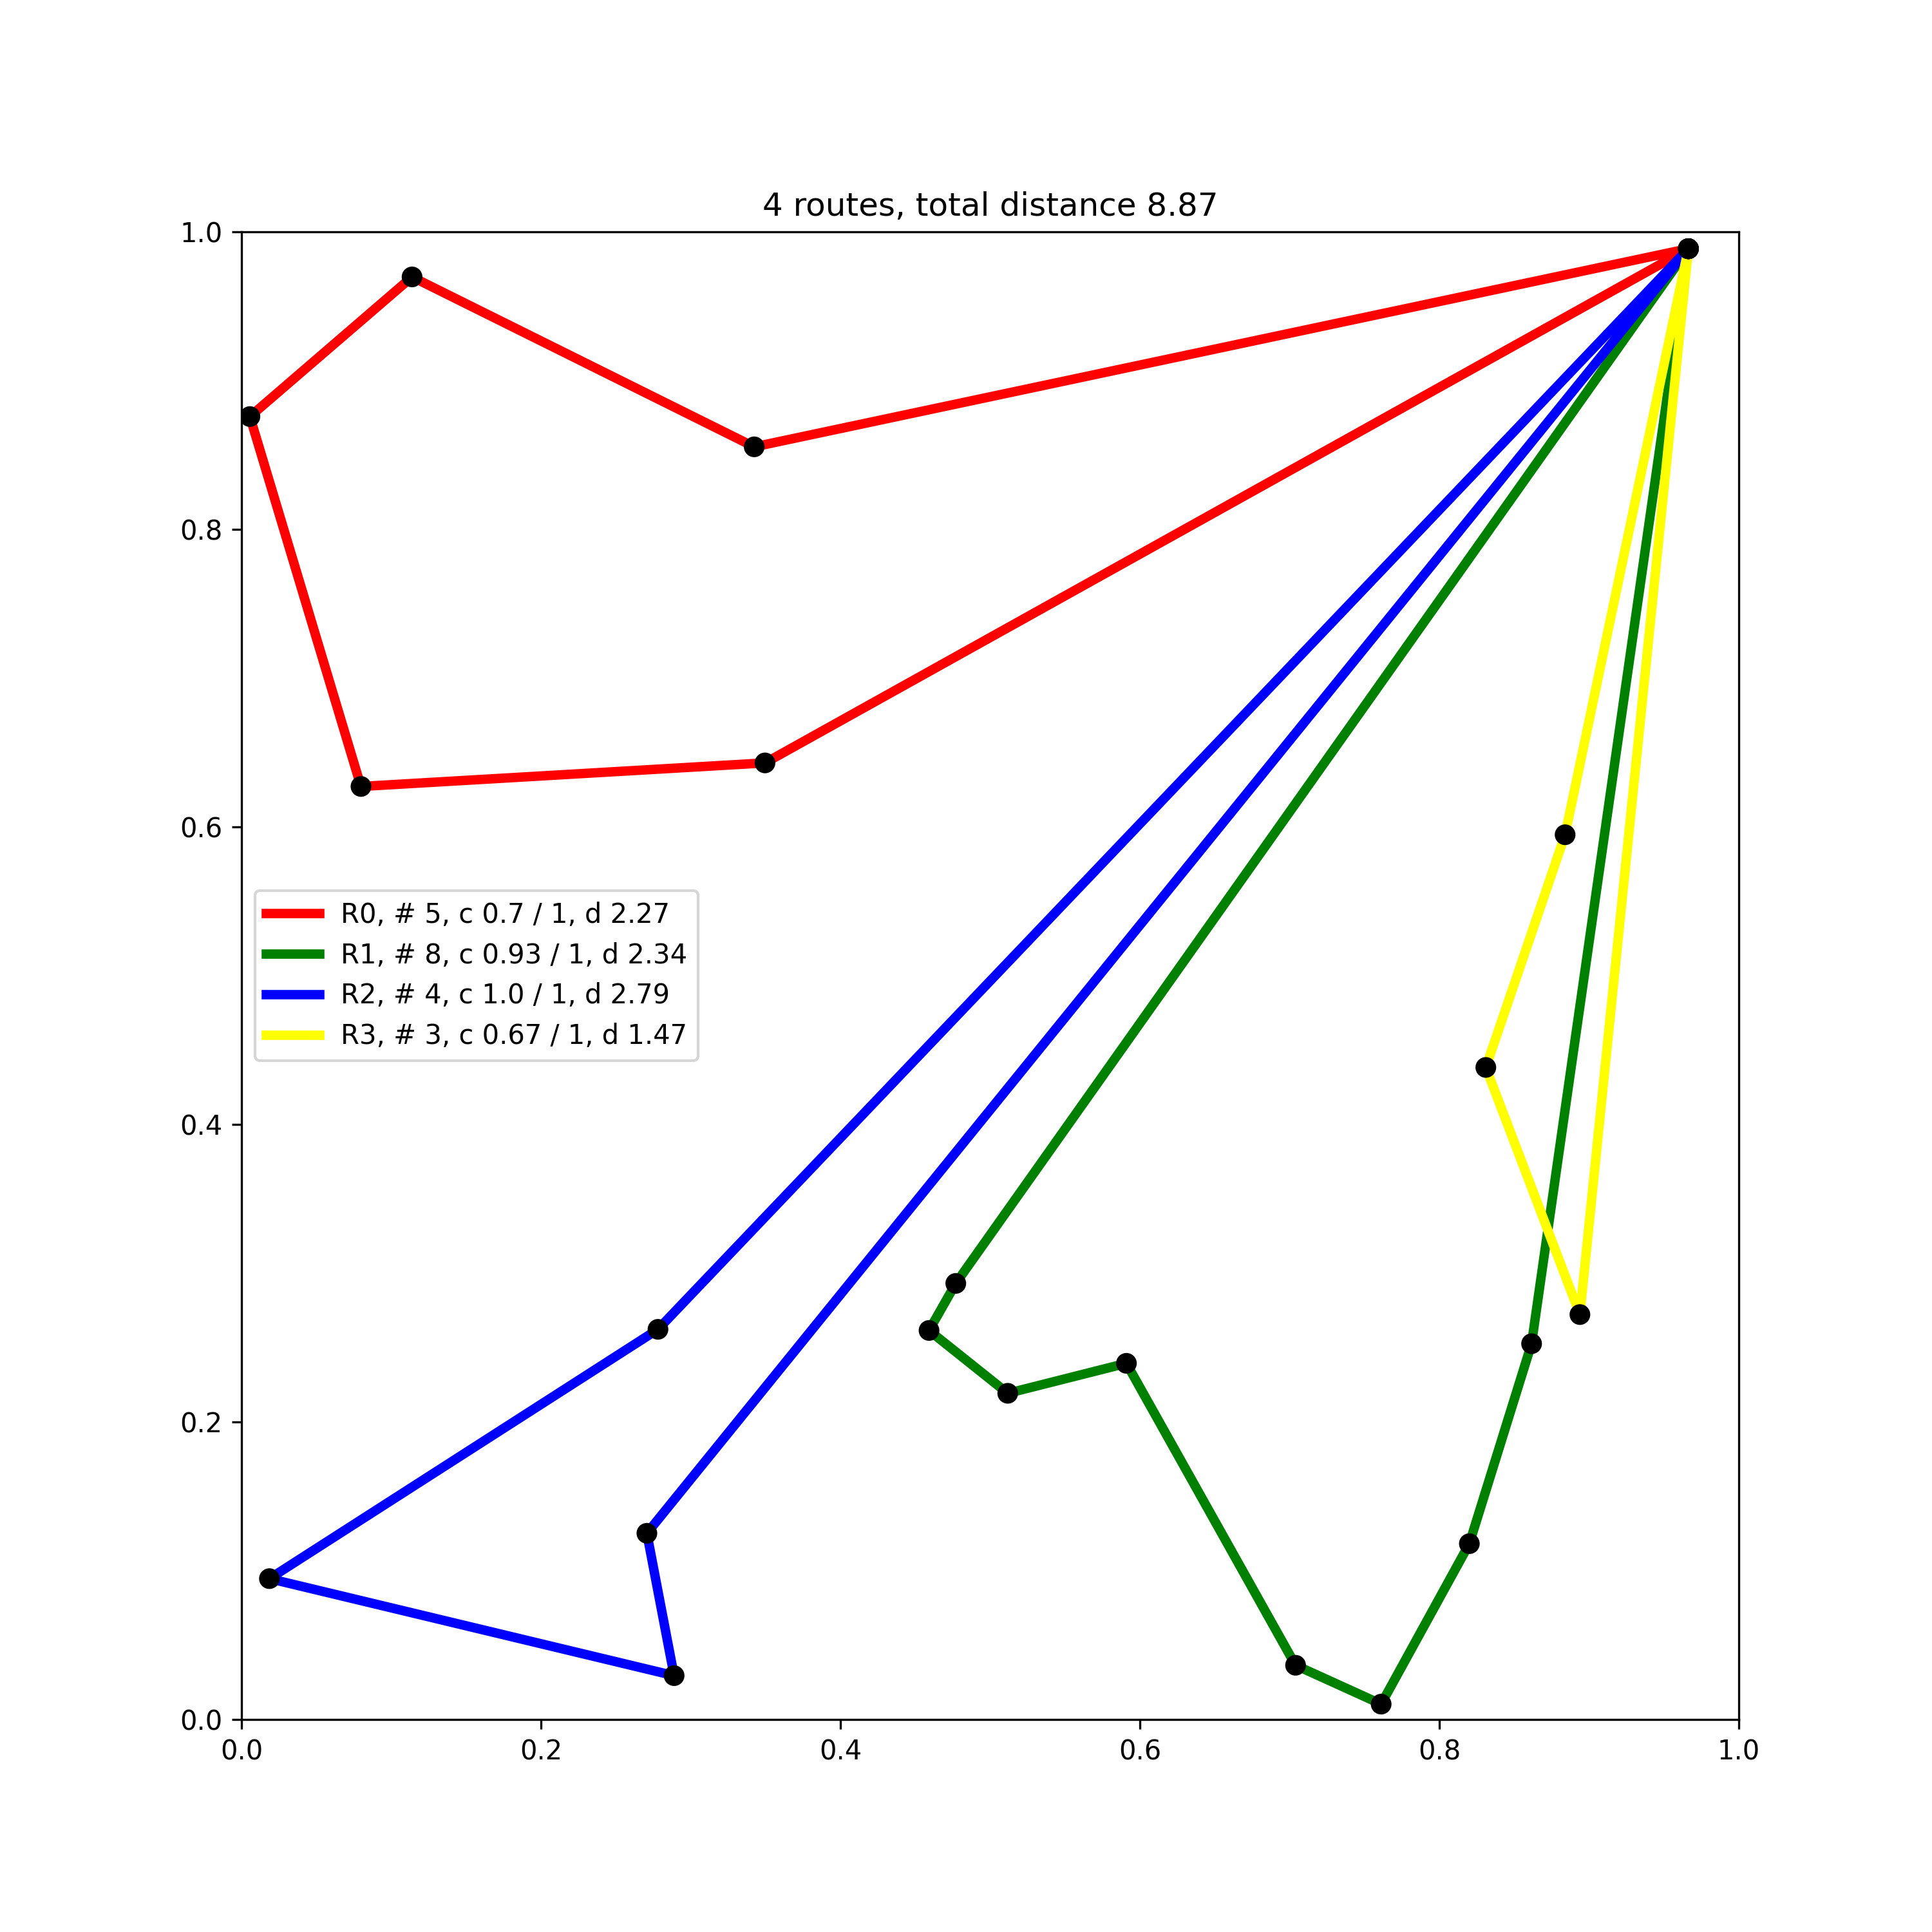 4 routes, total distance 8.87
1.0
0.8
0.6
0.4
0.2
0.0
R0, # 5, c 0.7 / 1, d 2.27
R1, # 8, c 0.93 / 1, d 2.34
R2, # 4, c 1.0 / 1, d 2.79
R3, # 3, c 0.67 / 1, d 1.47
0.0 0.2 0.4 0.6 0.8 1.0